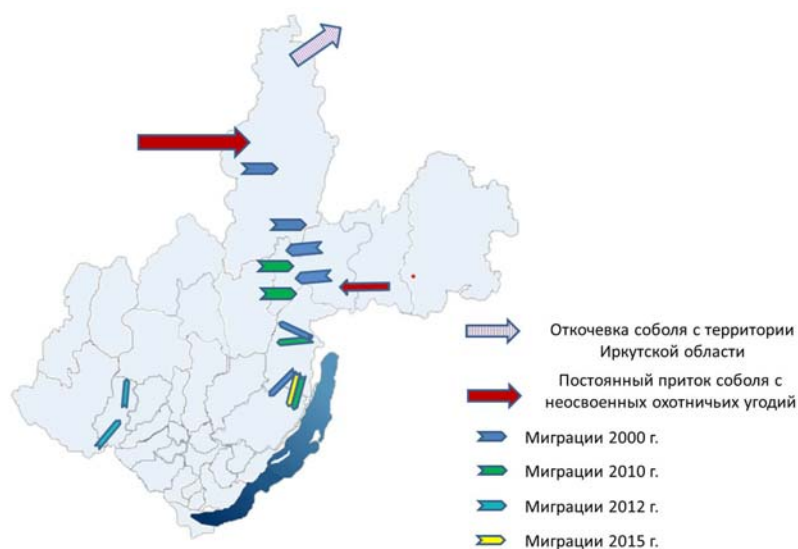 Откочевка соболя с территории
Иркутской области
Постоянный приток соболя с
неосвоенных охотничьих угодий
Миграции 2000 г.
Миграции 2010 г.
Миграции 2012 г.
Миграции 2015 г.